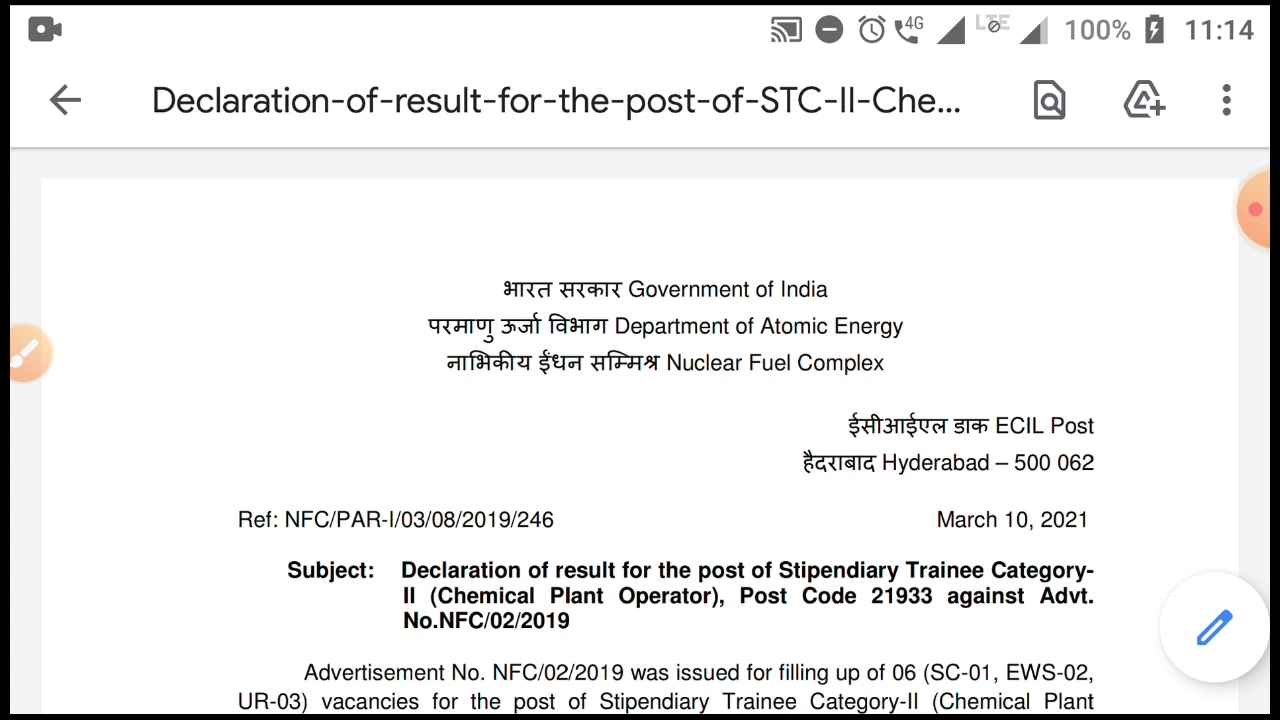 4G LTE 100% 11:14
Declaration-of-result-for-the-post-of-STC-II-Che...
भारत सरकार Government of India
परमाणु ऊर्जा विभाग Department of Atomic Energy
नाभिकीय ईंधन सम्मिश्र Nuclear Fuel Complex
ईसीआईएल डाक ECIL Post
हैदराबाद Hyderabad – 500 062
Ref: NFC/PAR-I/03/08/2019/246 March 10, 2021
Subject: Declaration of result for the post of Stipendiary Trainee Category-
II (Chemical Plant Operator), Post Code 21933 against Advt.
No.NFC/02/2019
Advertisement No. NFC/02/2019 was issued for filling up of 06 (SC-01, EWS-02,
UR-03) vacancies for the post of Stipendiary Trainee Category-II (Chemical Plant